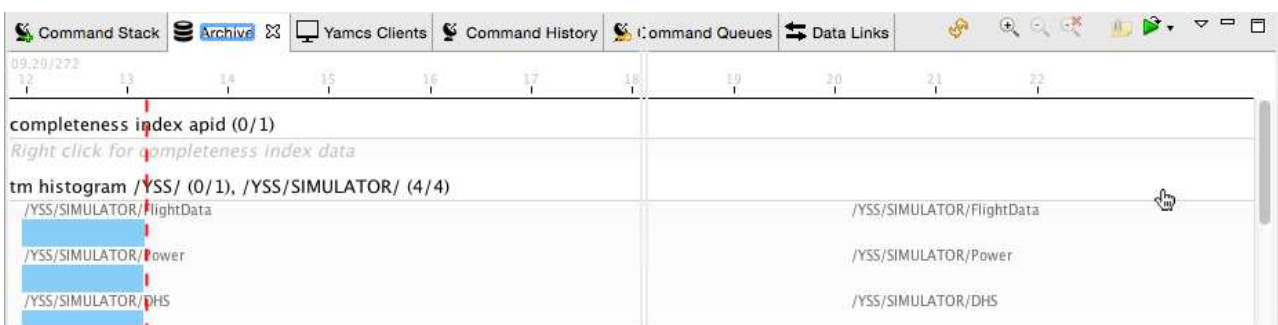 Command Stack Archive Yamcs Clients Command History Command Queues Data Links
09.29/272
12 13 14 15 16 17 18 19 20 21 22
completeness index apid (0/1)
Right click for completeness index data
tm histogram /YSS/ (0/1), /YSS/SIMULATOR/ (4/4)
/YSS/SIMULATOR/FlightData /YSS/SIMULATOR/FlightData
/YSS/SIMULATOR/Power /YSS/SIMULATOR/Power
/YSS/SIMULATOR/DHS /YSS/SIMULATOR/DHS